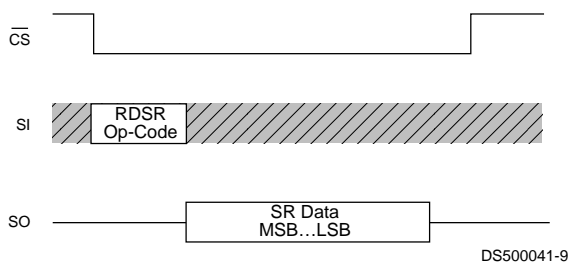 CS
SI
RDSR
Op-Code
SO
SR Data
MSB...LSB
DS500041-9